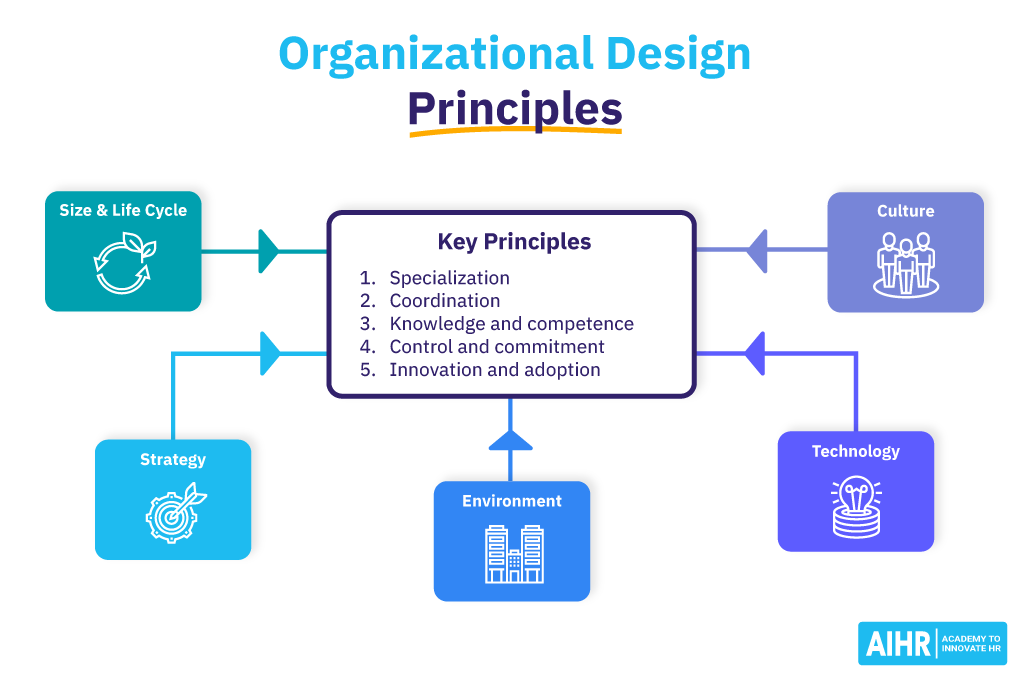 Organizational Design
Principles
Size & Life Cycle
Culture
Key Principles
1. Specialization
2. Coordination
3. Knowledge and competence
4. Control and commitment
5. Innovation and adoption
Strategy
Environment
Technology
AIHR
ACADEMY TO
INNOVATE HR